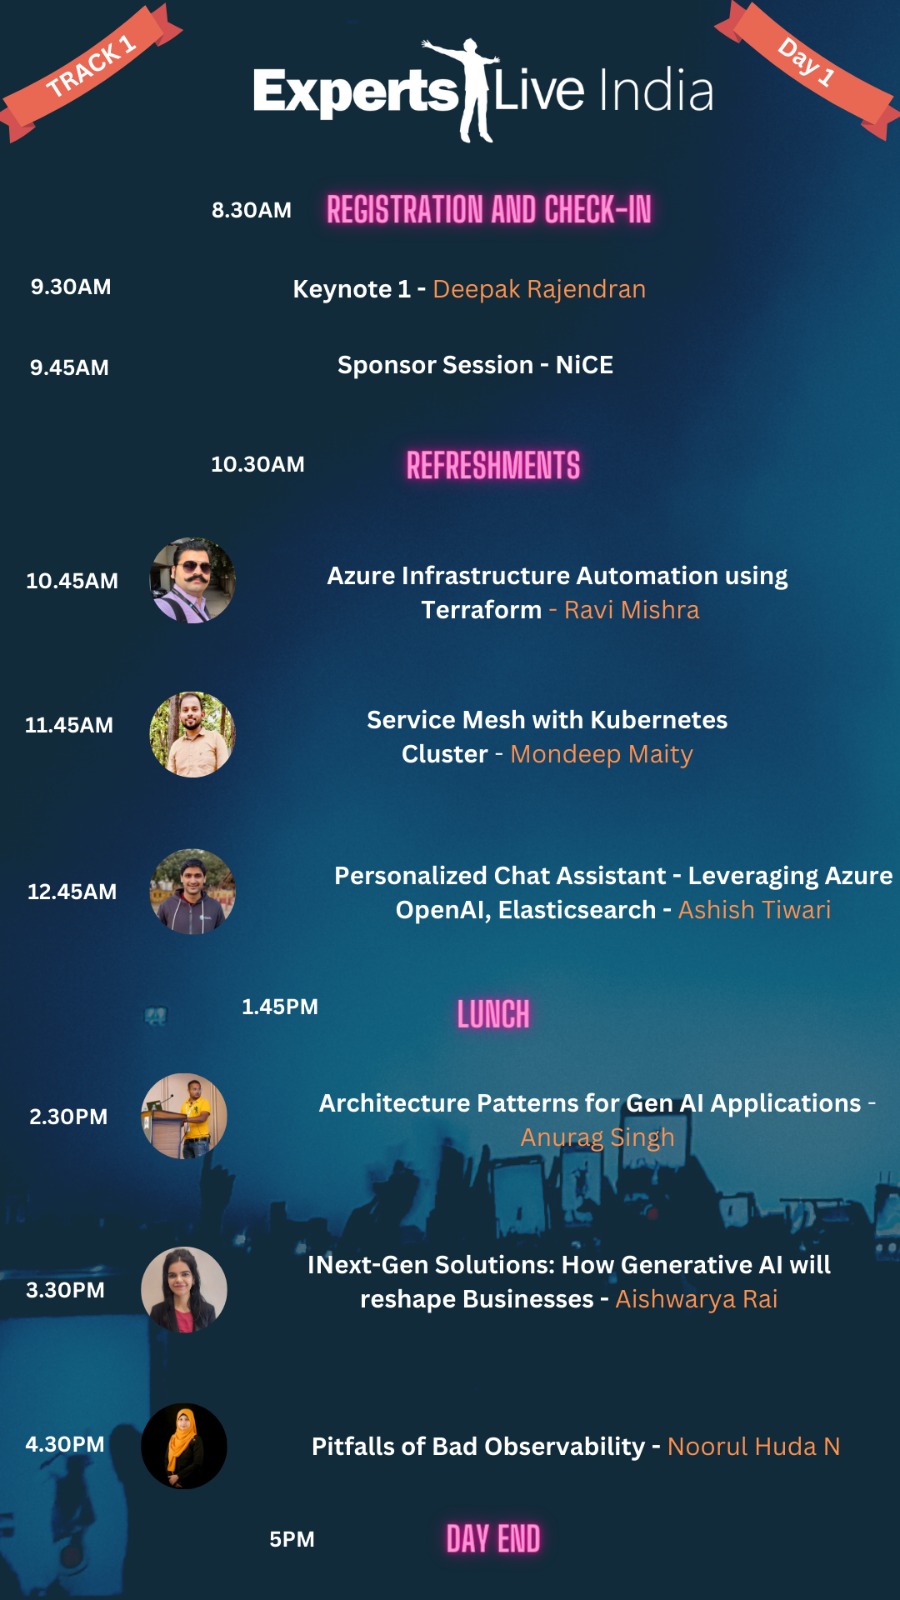 TRACK 1
Day 1
Experts Live India
8.30AM REGISTRATION AND CHECK-IN
9.30AM Keynote 1 - Deepak Rajendran
9.45AM Sponsor Session - NiCE
10.30AM REFRESHMENTS
10.45AM Azure Infrastructure Automation using
Terraform - Ravi Mishra
11.45AM Service Mesh with Kubernetes
Cluster - Mondeep Maity
12.45AM Personalized Chat Assistant - Leveraging Azure
OpenAI, Elasticsearch - Ashish Tiwari
1.45PM LUNCH
2.30PM Architecture Patterns for Gen AI Applications -
Anurag Singh
3.30PM INext-Gen Solutions: How Generative AI will
reshape Businesses - Aishwarya Rai
4.30PM Pitfalls of Bad Observability - Noorul Huda N
5PM DAY END